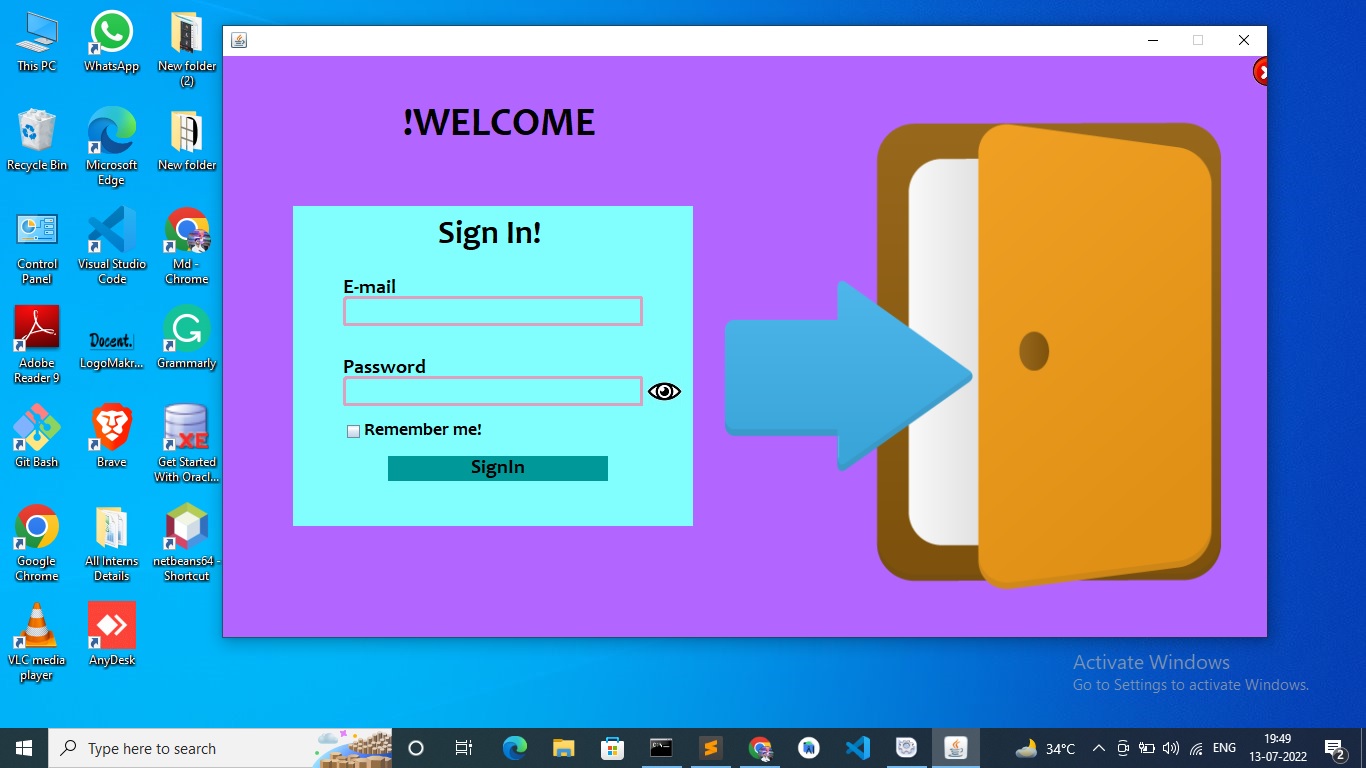 This PC
WhatsApp
New folder
(2)
Recycle Bin
Microsoft
Edge
New folder
Control
Panel
Visual Studio
Code
Md -
Chrome
Adobe
Reader 9
Docent.
LogoMakr...
Grammarly
Git Bash
Brave
XE
Get Started
With Oracl...
Google
Chrome
All Interns
Details
netbeans64 -
Shortcut
VLC media
player
AnyDesk
!WELCOME
Sign In!
E-mail
Password
Remember me!
SignIn
Activate Windows
Go to Settings to activate Windows.
Type here to search
34°C
ENG
19:49
13-07-2022
2